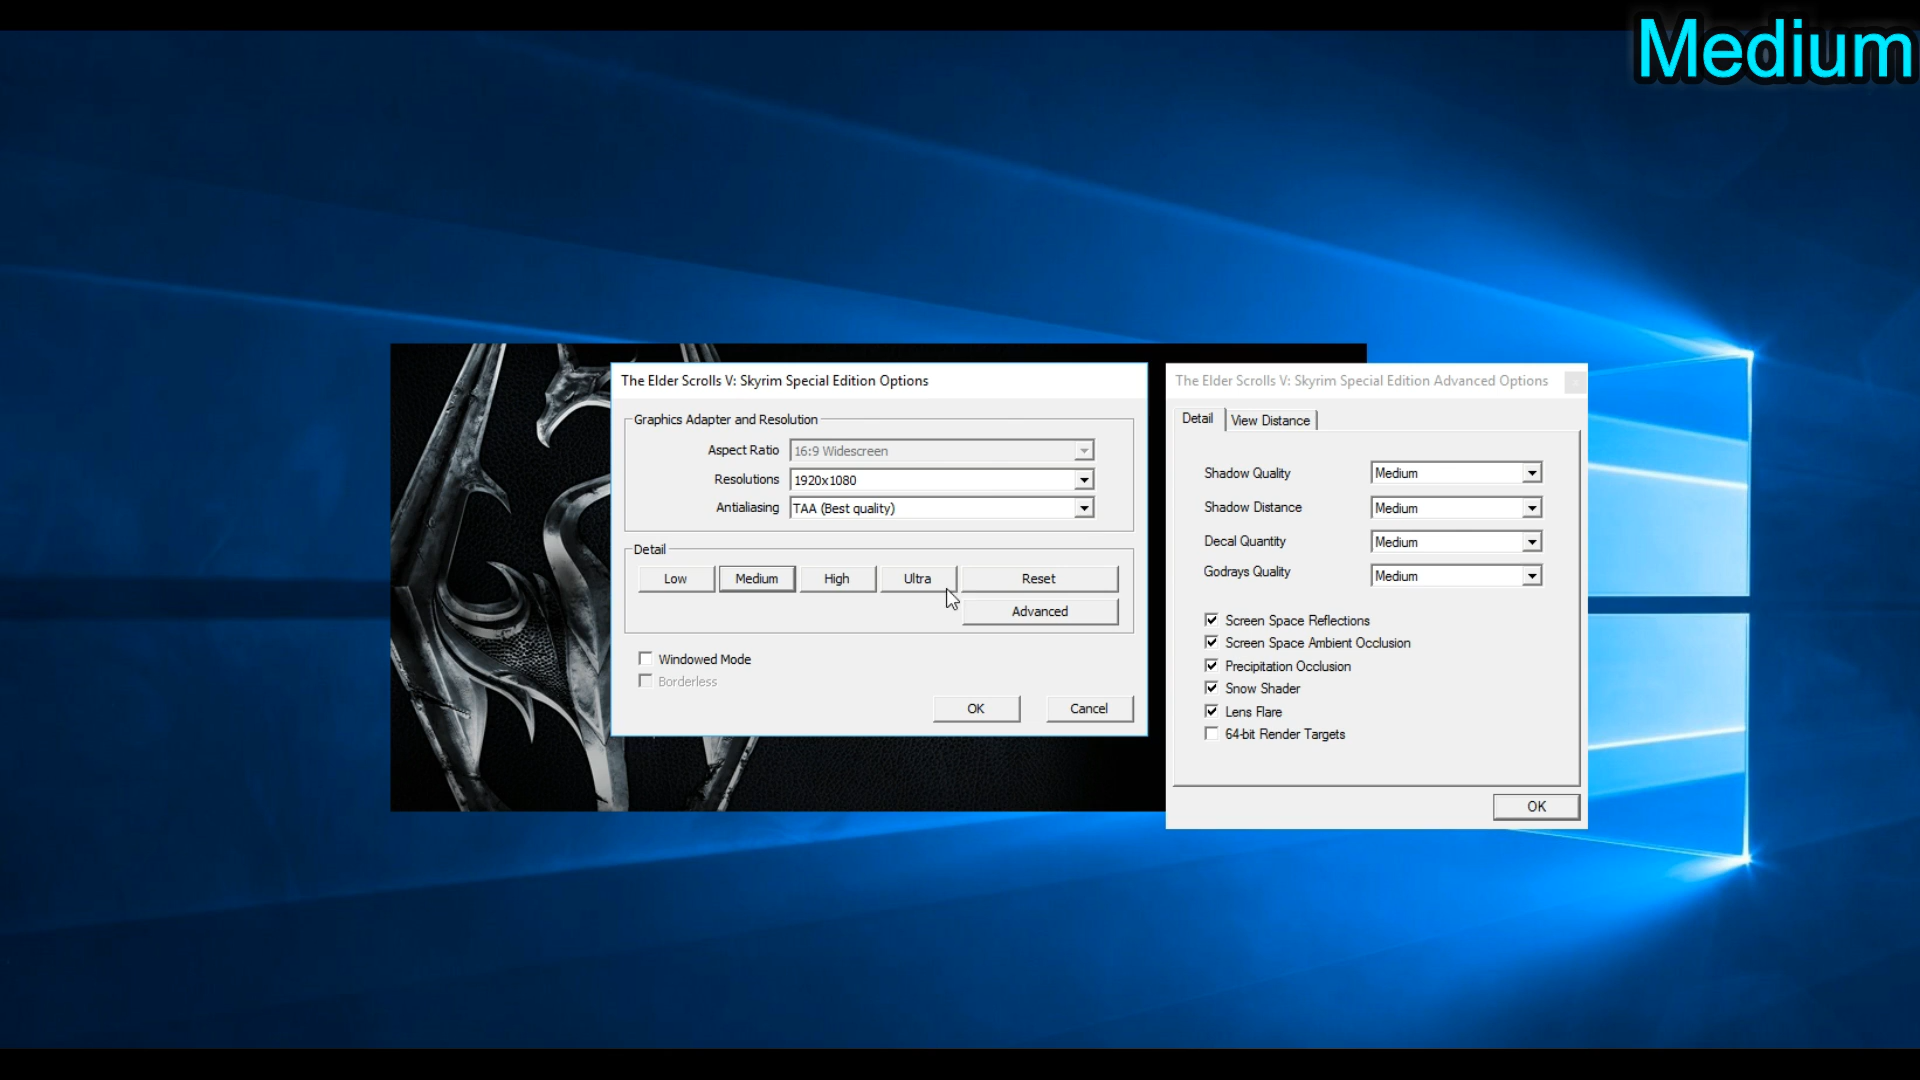 Medium
The Elder Scrolls V: Skyrim Special Edition Options
Graphics Adapter and Resolution
Aspect Ratio 16:9 Widescreen
Resolutions 1920x1080
Antialiasing TAA (Best quality)
Detail
Low Medium High Ultra Reset
Advanced
Windowed Mode
Borderless
OK Cancel
The Elder Scrolls V: Skyrim Special Edition Advanced Options
Detail View Distance
Shadow Quality Medium
Shadow Distance Medium
Decal Quantity Medium
Godrays Quality Medium
Screen Space Reflections
Screen Space Ambient Occlusion
Precipitation Occlusion
Snow Shader
Lens Flare
64-bit Render Targets
OK